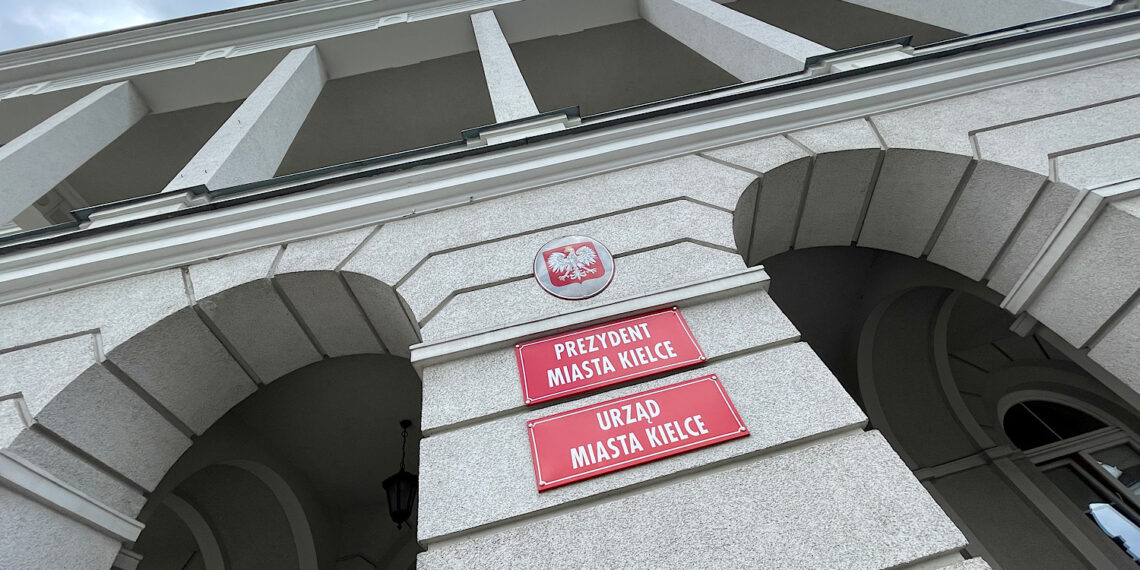 PREZYDENT
MIASTA KIELCE
URZĄD
MIASTA KIELCE